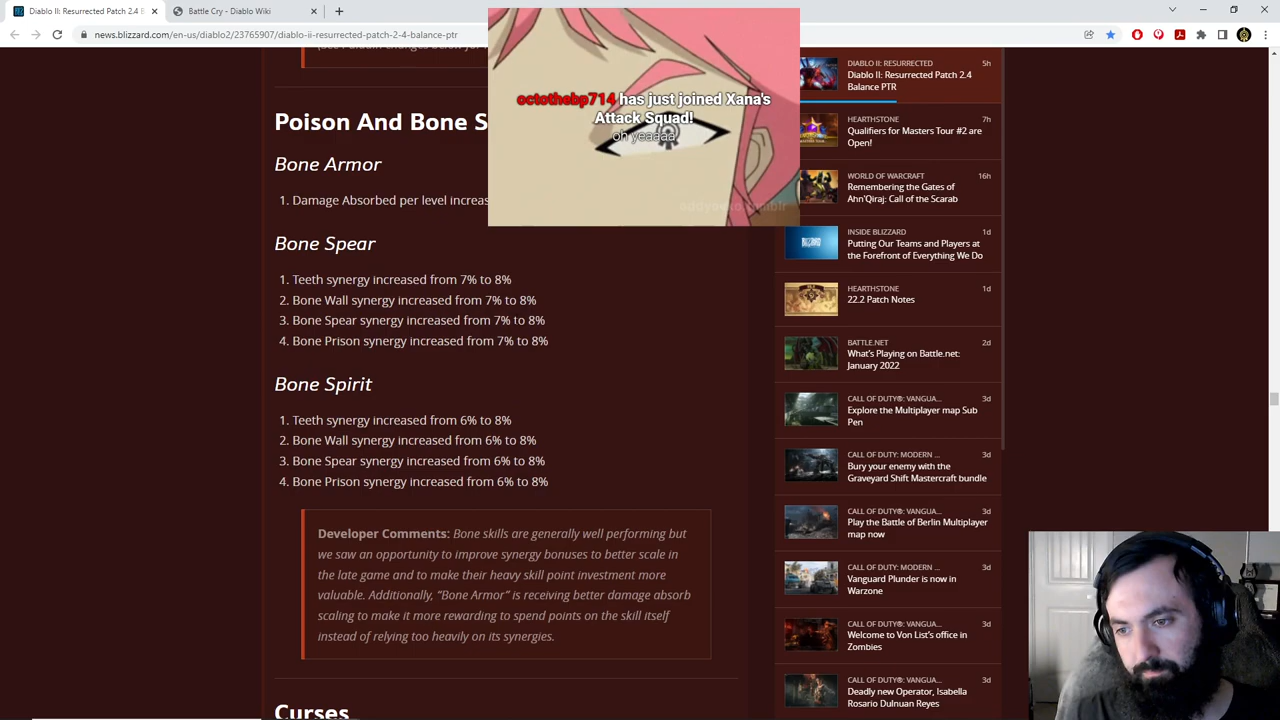 Diablo II: Resurrected Patch 2.4 B
Diablo II: Resurrected
news.blizzard.com/en-us/diablo2/23765907/diablo-ii-resurrected-patch-2-4-balance-ptr
Poison And Bone S
Bone Armor
1. Damage Absorbed per level increas
Bone Spear
1. Teeth synergy increased from 7% to 8%
2. Bone Wall synergy increased from 7% to 8%
3. Bone Spear synergy increased from 7% to 8%
4. Bone Prison synergy increased from 7% to 8%
Bone Spirit
1. Teeth synergy increased from 6% to 8%
2. Bone Wall synergy increased from 6% to 8%
3. Bone Spear synergy increased from 6% to 8%
4. Bone Prison synergy increased from 6% to 8%
Developer Comments: Bone skills are generally well performing but
we saw an opportunity to improve synergy bonuses to better scale in
the late game and to make their heavy skill point investment more
valuable. Additionally, “Bone Armor” is receiving better damage absorb
scaling to make it more rewarding to spend points on the skill itself
instead of relying too heavily on its synergies.
Curses
octothebp714 has just joined Xana's
Attack Squad!
oh yeaaaa
DIABLO II: RESURRECTED 5h
Diablo II: Resurrected Patch 2.4
Balance PTR
HEARTHSTONE 7h
Qualifiers for Masters Tour #2 are
Open!
WORLD OF WARCRAFT 16h
Remembering the Gates of
Ahn'Qiraj: Call of the Scarab
INSIDE BLIZZARD 1d
Putting Our Teams and Players at
the Forefront of Everything We Do
HEARTHSTONE 1d
22.2 Patch Notes
BATTLE.NET 2d
What's Playing on Battle.net:
January 2022
CALL OF DUTY®: VANGUA... 3d
Explore the Multiplayer map Sub
Pen
CALL OF DUTY: MODERN ... 3d
Bury your enemy with the
Graveyard Shift Mastercraft bundle
CALL OF DUTY®: VANGUA... 3d
Play the Battle of Berlin Multiplayer
map now
CALL OF DUTY: MODERN ... 3d
Vanguard Plunder is now in
Warzone
CALL OF DUTY®: VANGUA... 3d
Welcome to Von List's office in
Zombies
CALL OF DUTY®: VANGUA... 3d
Deadly new Operator, Isabella
Rosario Dulnuan Reyes